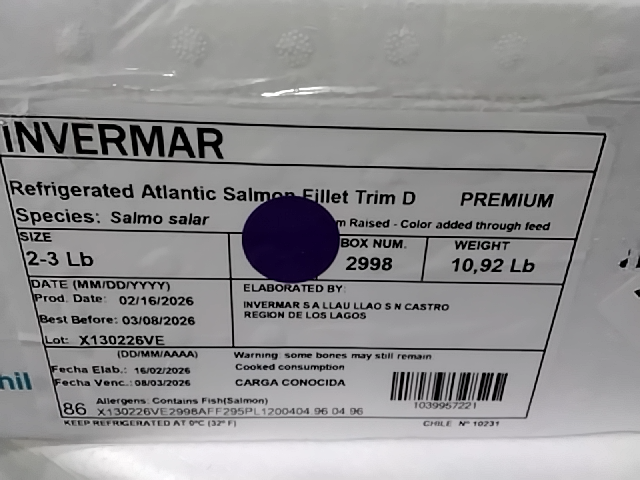 INVERMAR
Refrigerated Atlantic Salmon Fillet Trim D PREMIUM
Species: Salmo salar Raised - Color added through feed
SIZE BOX NUM. WEIGHT
2-3 Lb 2998 10,92 Lb
DATE (MM/DD/YYYY) ELABORATED BY:
Prod. Date: 02/16/2026 INVERMAR S A LLAU LLAO S N CASTRO
REGION DE LOS LAGOS
Best Before: 03/08/2026
Lot: X130226VE
(DD/MM/AAAA) Warning: some bones may still remain
Fecha Elab.: 16/02/2026 Cooked consumption
Fecha Venc.: 08/03/2026 CARGA CONOCIDA
Allergens: Contains Fish(Salmon) 1039957221
86 X130226VE2998AFF295PL1200404 96 04 96
KEEP REFRIGERATED AT 0ºC (32º F) CHILE Nº 10231